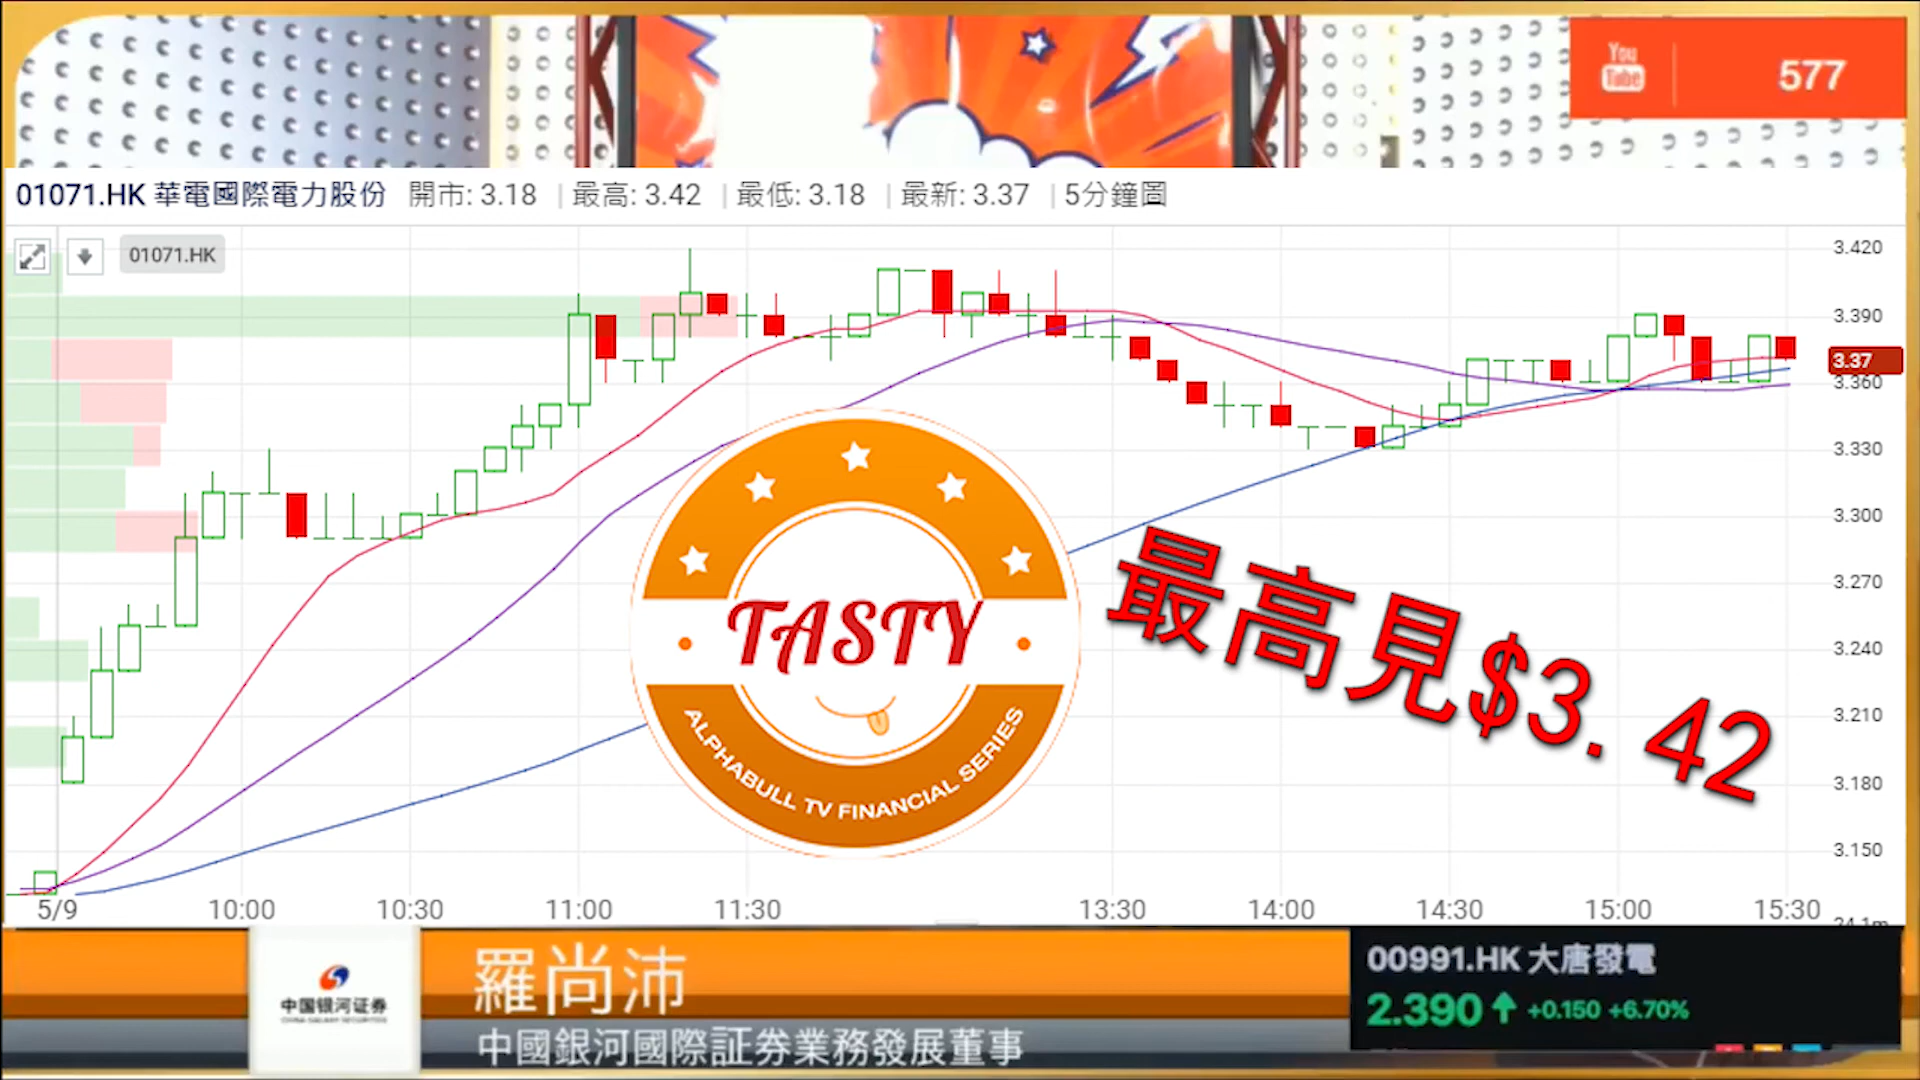 You
Tube
577
01071.HK 華電國際電力股份 開市: 3.18 | 最高: 3.42 | 最低: 3.18 | 最新: 3.37 | 5分鐘圖
01071.HK
3.420
3.390
3.37
3.360
3.330
3.300
3.270
3.240
3.210
3.180
3.150
TASTY
ALPHABULL TV FINANCIAL SERIES
最高見$3.42
5/9 10:00 10:30 11:00 11:30 13:30 14:00 14:30 15:00 15:30
中国银河证券
CHINA GALAXY SECURITIES
羅尚沛
中國銀河國際証券業務發展董事
00991.HK 大唐發電
2.390 +0.150 +6.70%